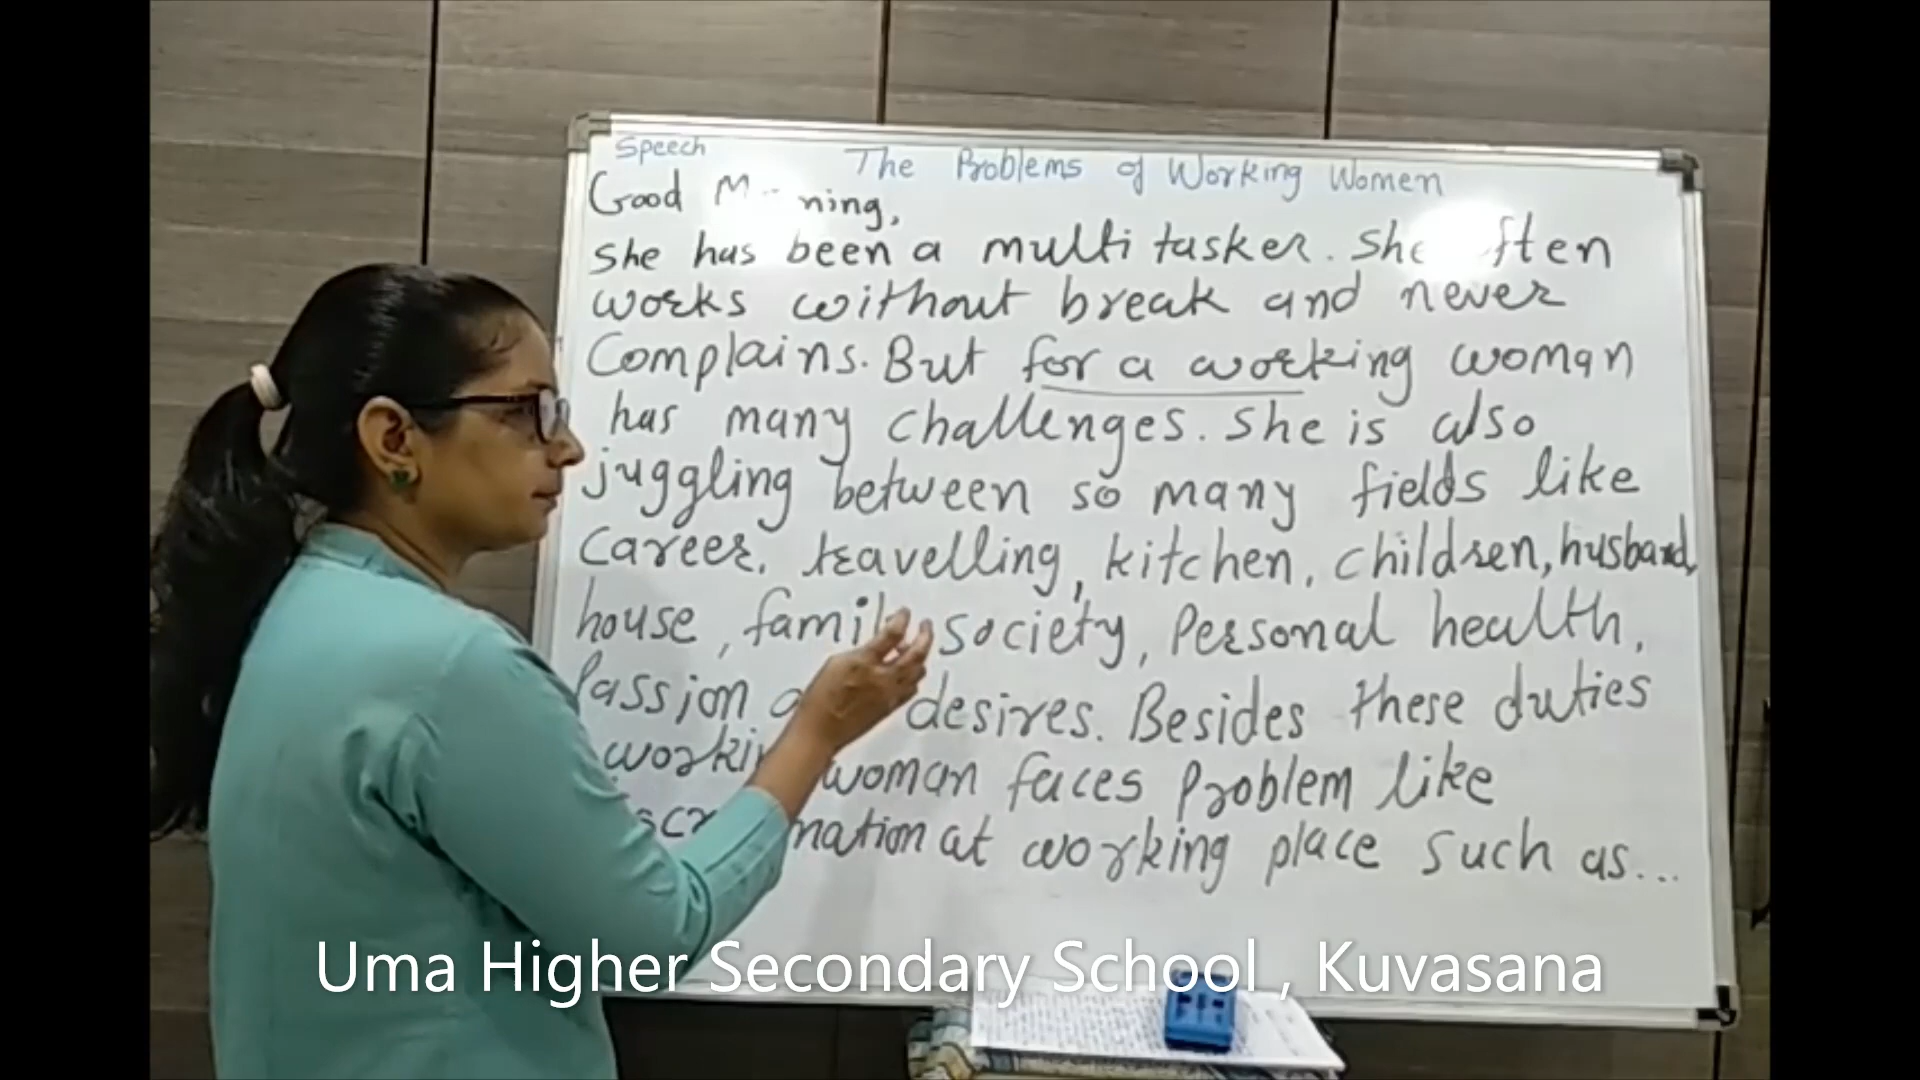 Speech
The Problems of Working Women
Good M ning,
She has been a multi tasker. She often
works without break and never
Complains. But for a working woman
has many challenges. She is also
juggling between so many fields like
Career, travelling, kitchen, children, husband,
house, family society, Personal health,
Passion desires. Besides these duties
woman faces Problem like
at working place such as...
Uma Higher Secondary School , Kuvasana